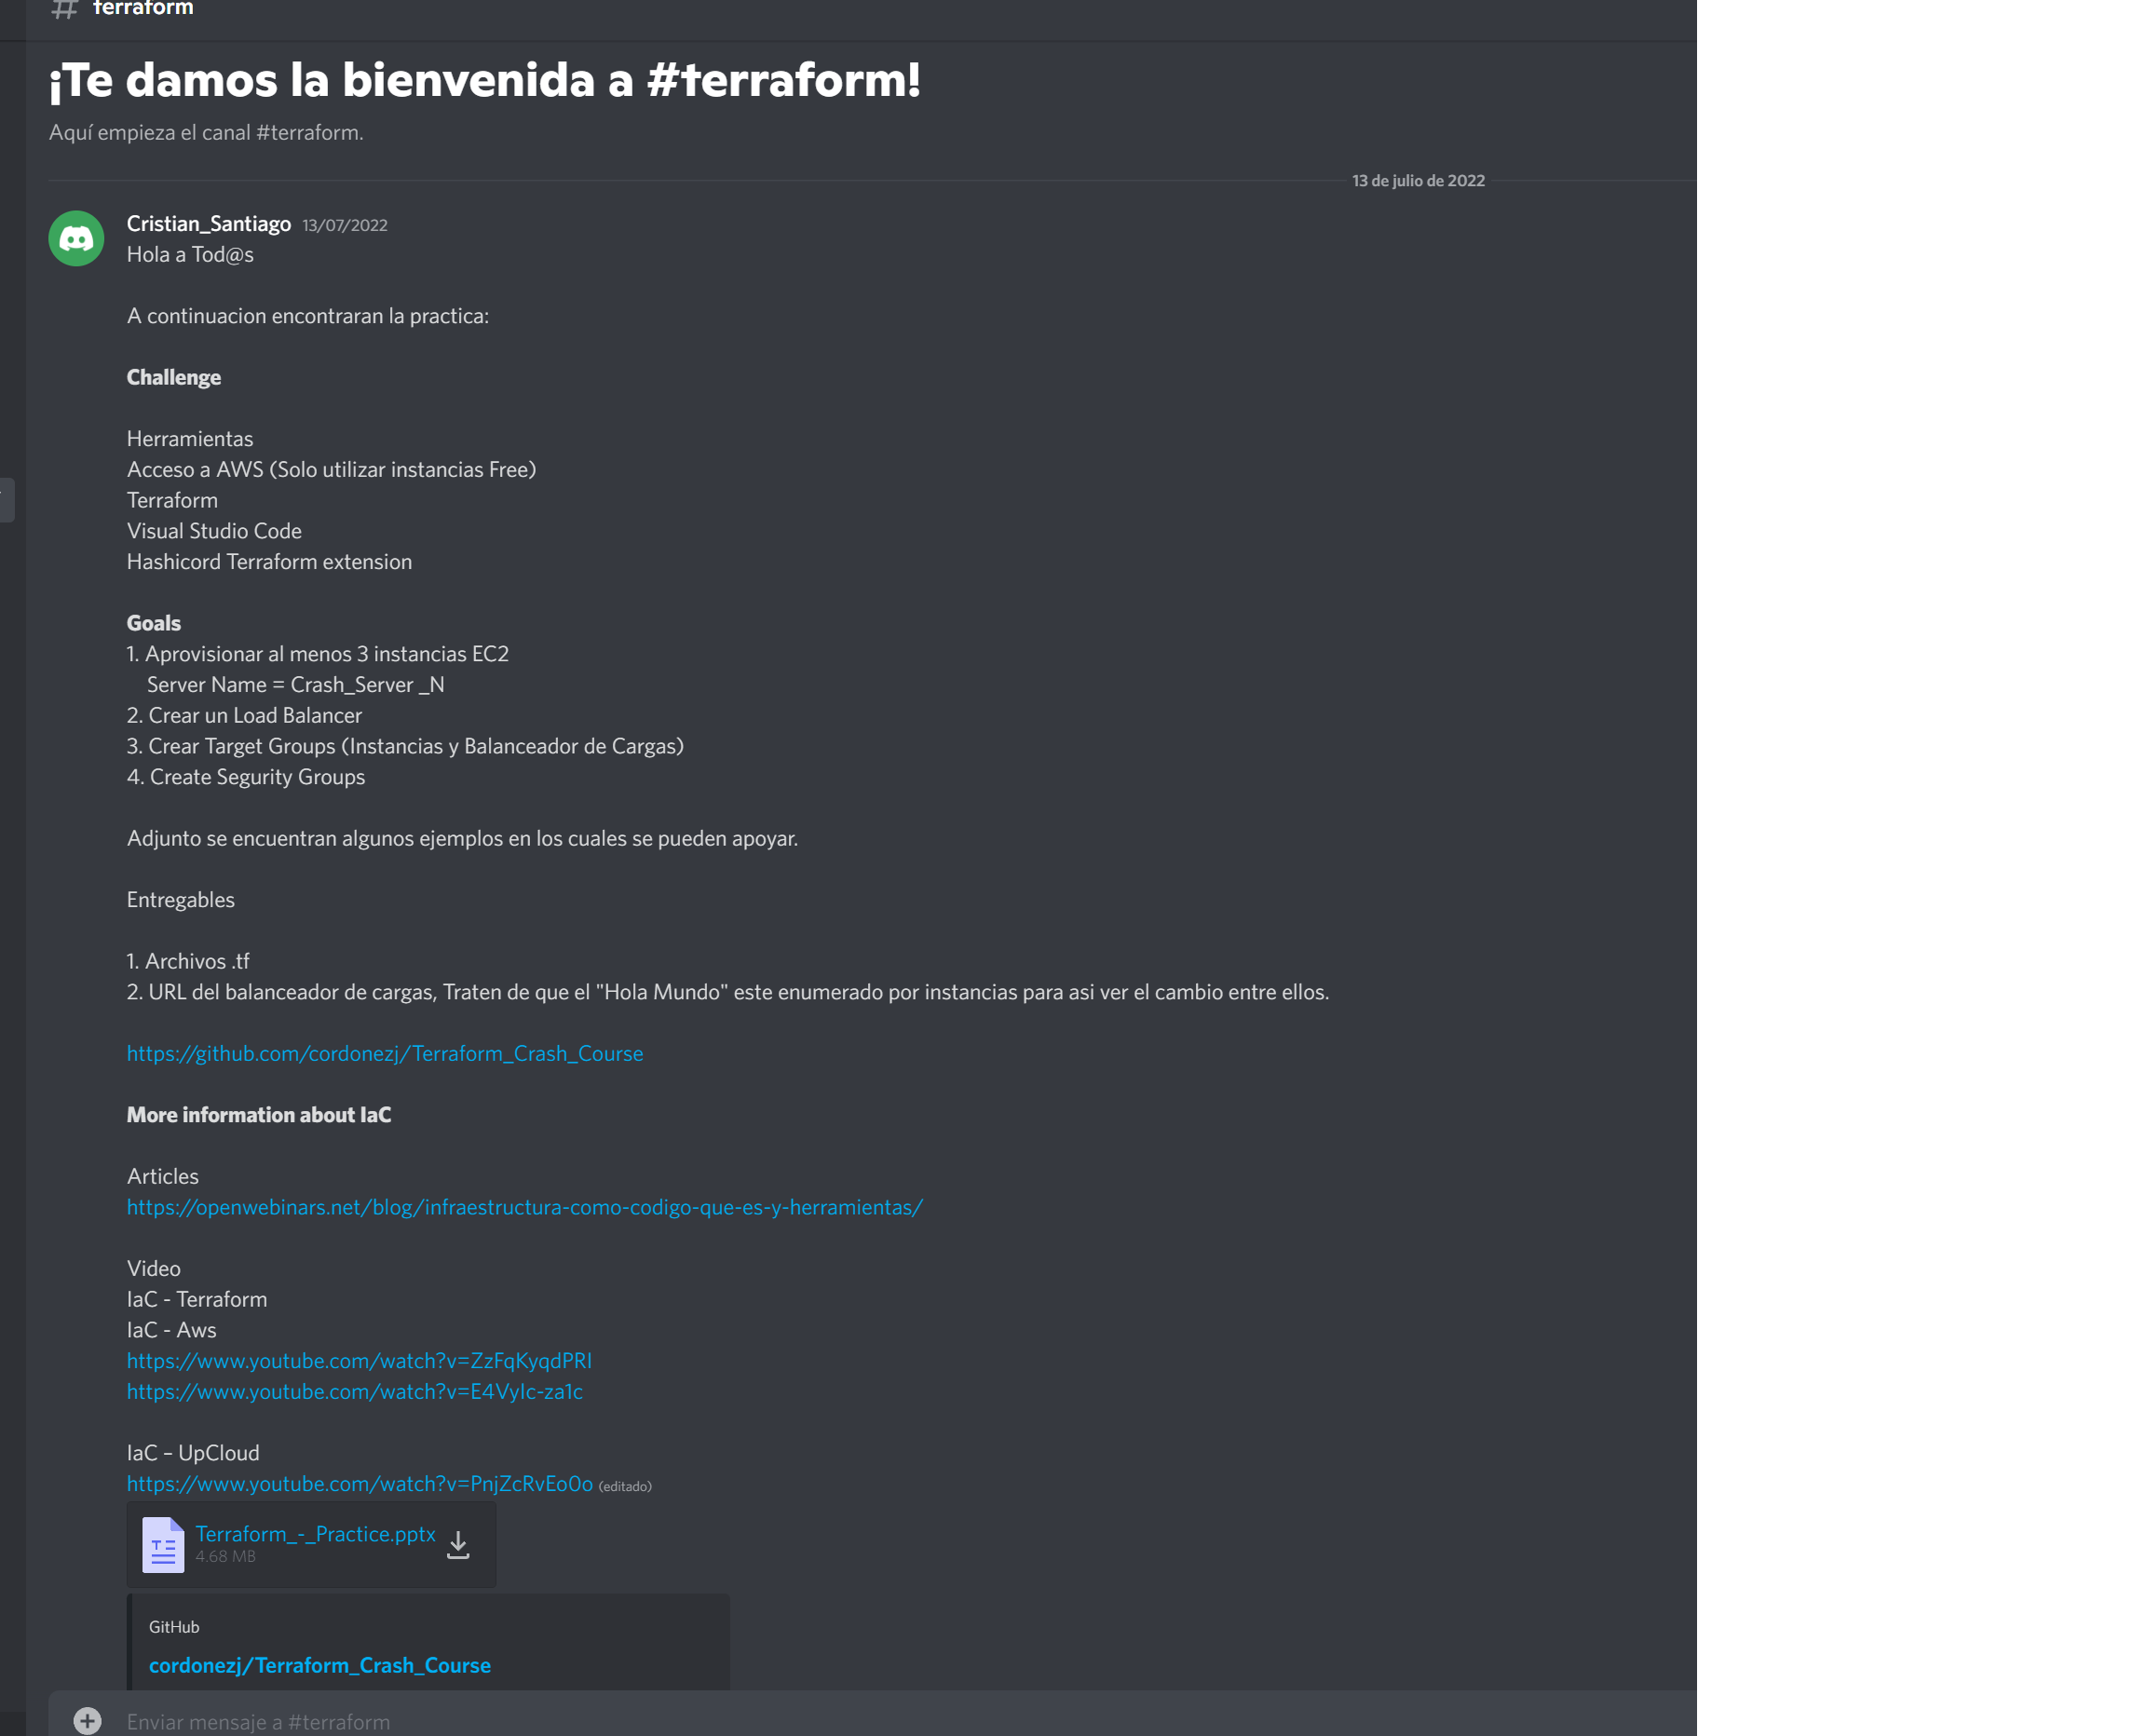 # terraform
¡Te damos la bienvenida a #terraform!
Aquí empieza el canal #terraform.
13 de julio de 2022
Cristian_Santiago 13/07/2022
Hola a Tod@s
A continuacion encontraran la practica:
Challenge
Herramientas
Acceso a AWS (Solo utilizar instancias Free)
Terraform
Visual Studio Code
Hashicord Terraform extension
Goals
1. Aprovisionar al menos 3 instancias EC2
Server Name = Crash_Server _N
2. Crear un Load Balancer
3. Crear Target Groups (Instancias y Balanceador de Cargas)
4. Create Segurity Groups
Adjunto se encuentran algunos ejemplos en los cuales se pueden apoyar.
Entregables
1. Archivos .tf
2. URL del balanceador de cargas, Traten de que el "Hola Mundo" este enumerado por instancias para asi ver el cambio entre ellos.
https://github.com/cordonezj/Terraform_Crash_Course
More information about IaC
Articles
https://openwebinars.net/blog/infraestructura-como-codigo-que-es-y-herramientas/
Video
IaC - Terraform
IaC - Aws
https://www.youtube.com/watch?v=ZzFqKyqdPRI
https://www.youtube.com/watch?v=E4VyIc-za1c
IaC – UpCloud
https://www.youtube.com/watch?v=PnjZcRvEo0o (editado)
Terraform_-_Practice.pptx
4.68 MB
GitHub
cordonezj/Terraform_Crash_Course
Enviar mensaje a #terraform